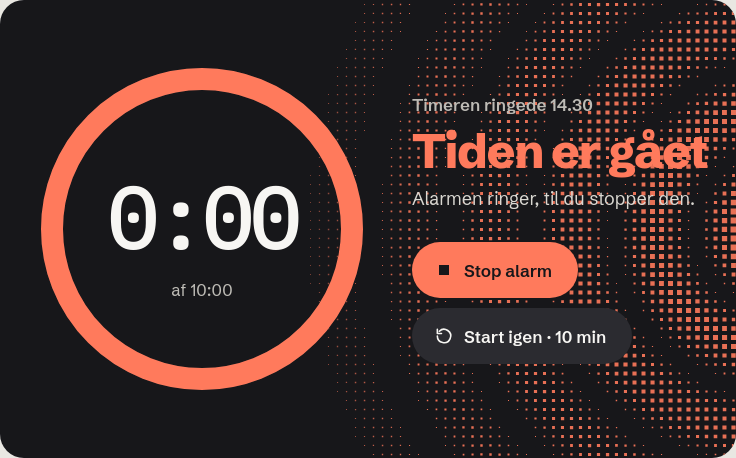 0:00
af 10:00
Timeren ringede 14.30
Tiden er gået
Alarmen ringer, til du stopper den.
Stop alarm
Start igen · 10 min